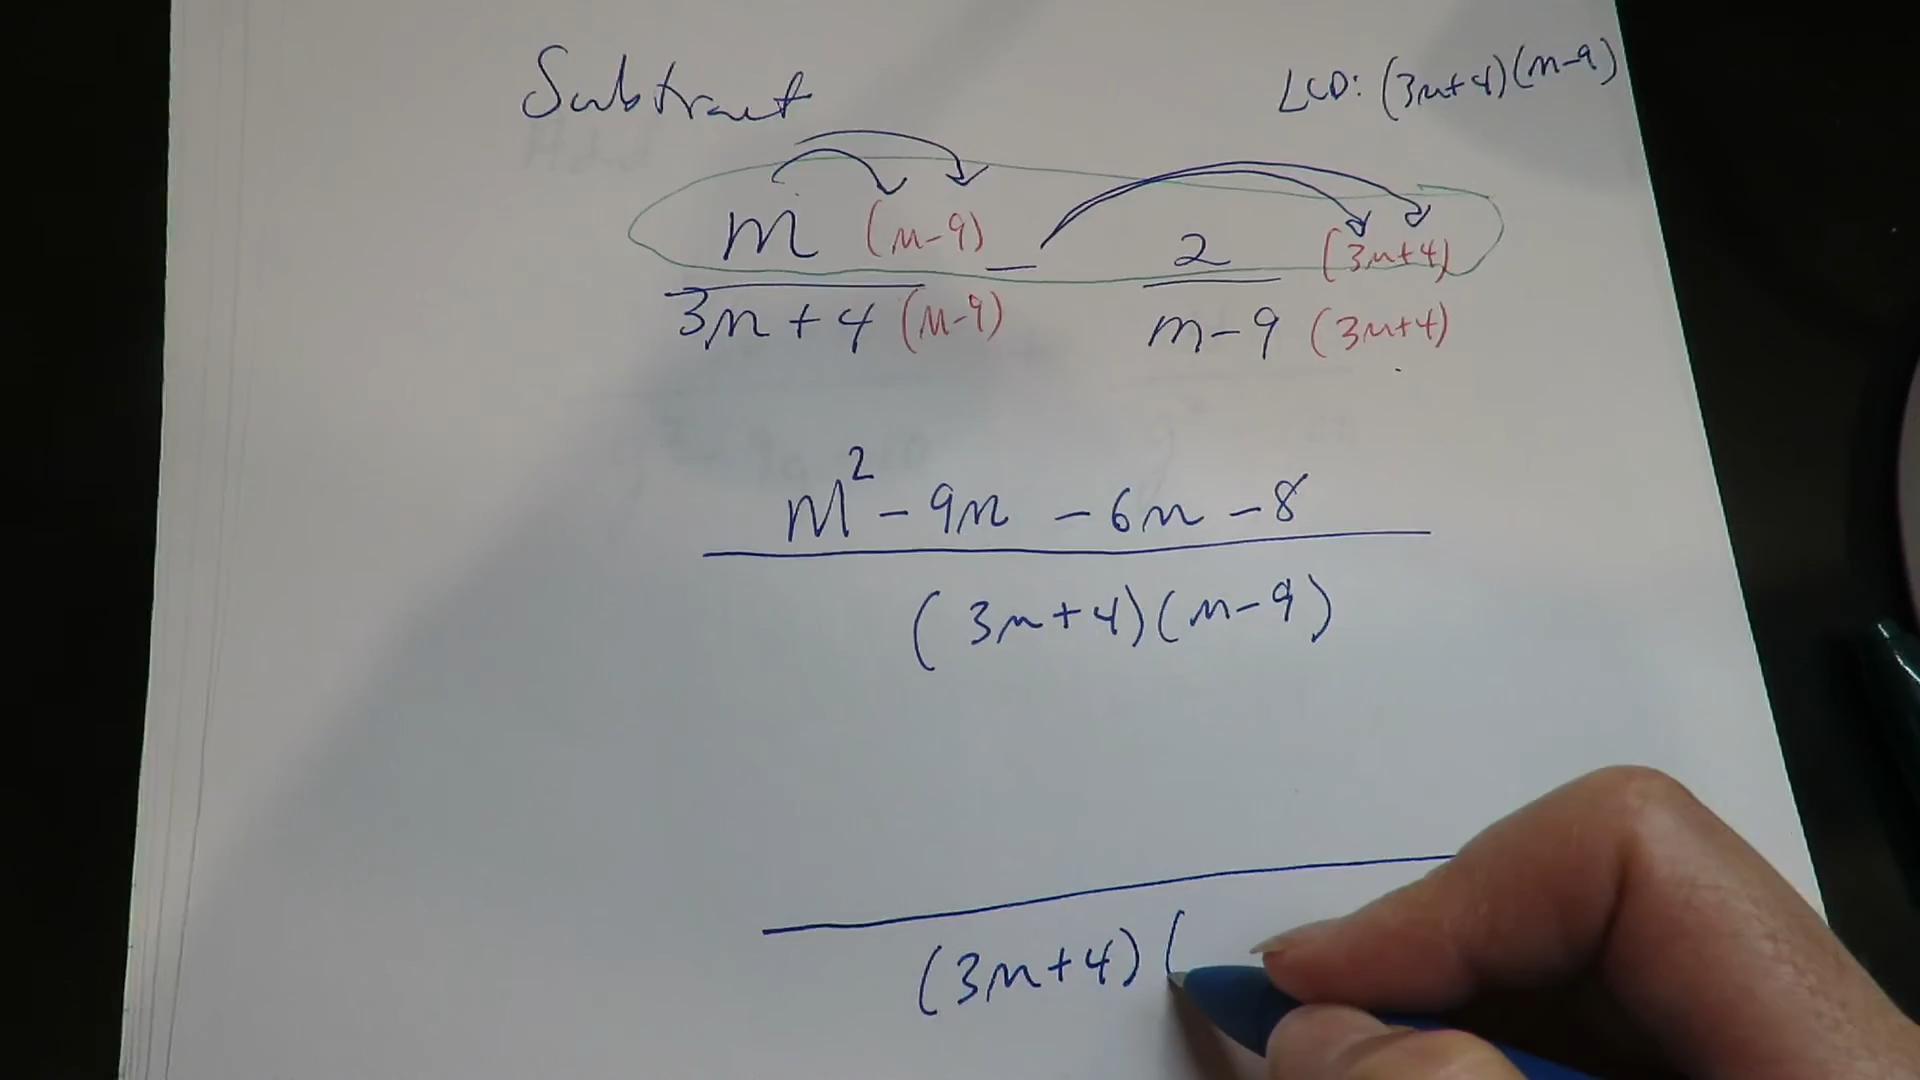 Subtract
LCD: (3m+4)(m-9)
m (m-9) - 2 (3m+4)
3m+4 (m-9) m-9 (3m+4)
m² - 9m - 6m - 8
(3m+4)(m-9)
(3m+4)(